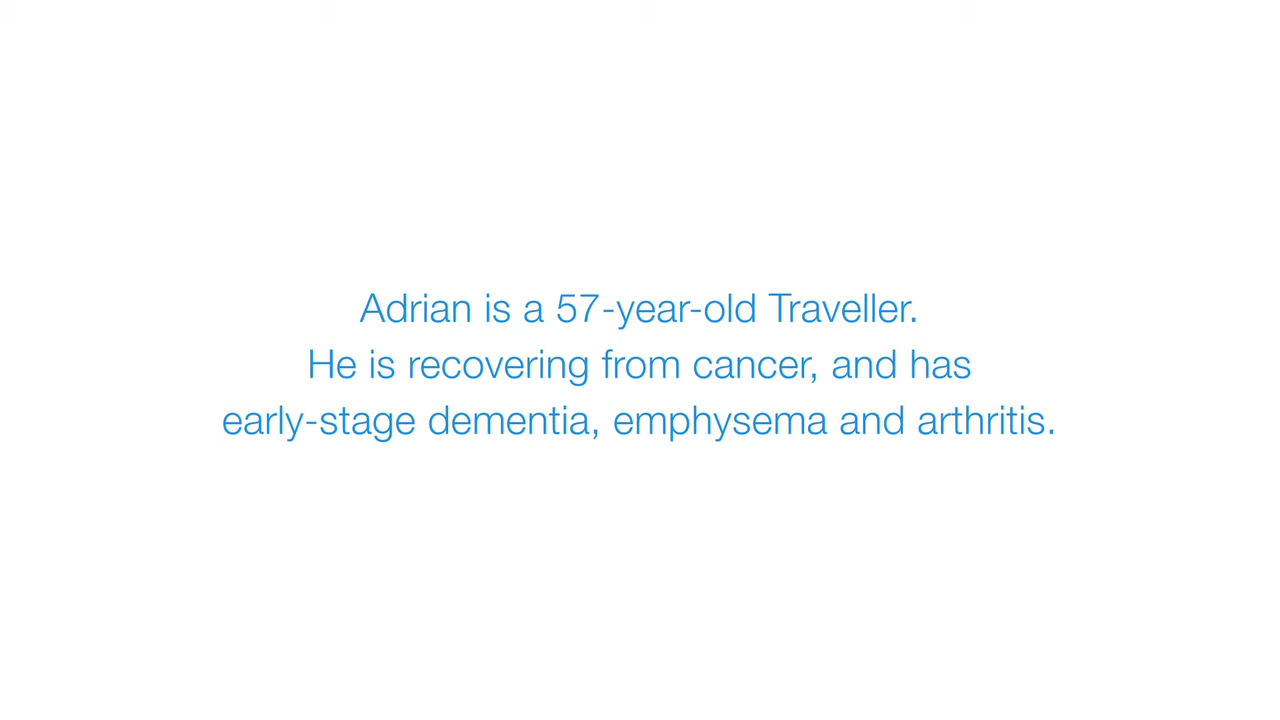 Adrian is a 57-year-old Traveller.
He is recovering from cancer, and has
early-stage dementia, emphysema and arthritis.